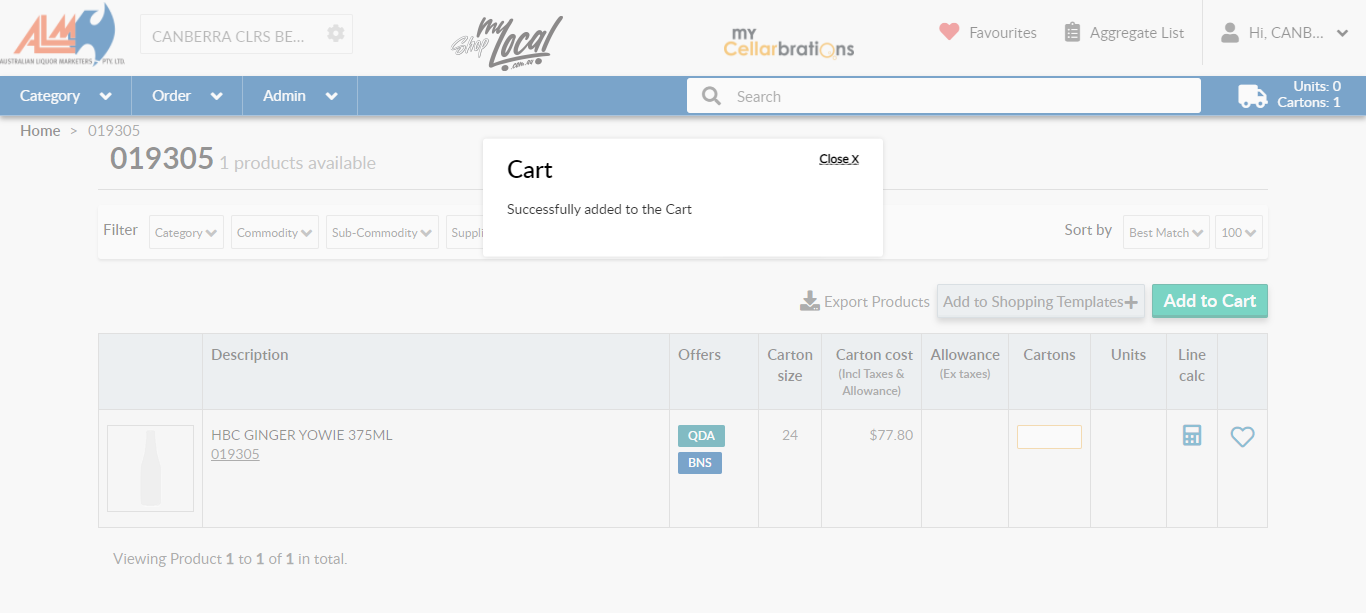 ALM
AUSTRALIAN LIQUOR MARKETERS PTY. LTD.
CANBERRA CLRS BE...
my
Shop Local
.com.au
my
Cellarbrations
Favourites
Aggregate List
Hi, CANB...
Category
Order
Admin
Search
Units: 0
Cartons: 1
Home > 019305
019305 1 products available
Cart
Close X
Successfully added to the Cart
Filter
Category
Commodity
Sub-Commodity
Suppli
Sort by
Best Match
100
Export Products
Add to Shopping Templates+
Add to Cart
Description
Offers
Carton size
Carton cost
(Incl Taxes & Allowance)
Allowance
(Ex taxes)
Cartons
Units
Line calc
HBC GINGER YOWIE 375ML
019305
QDA
BNS
24
$77.80
Viewing Product 1 to 1 of 1 in total.